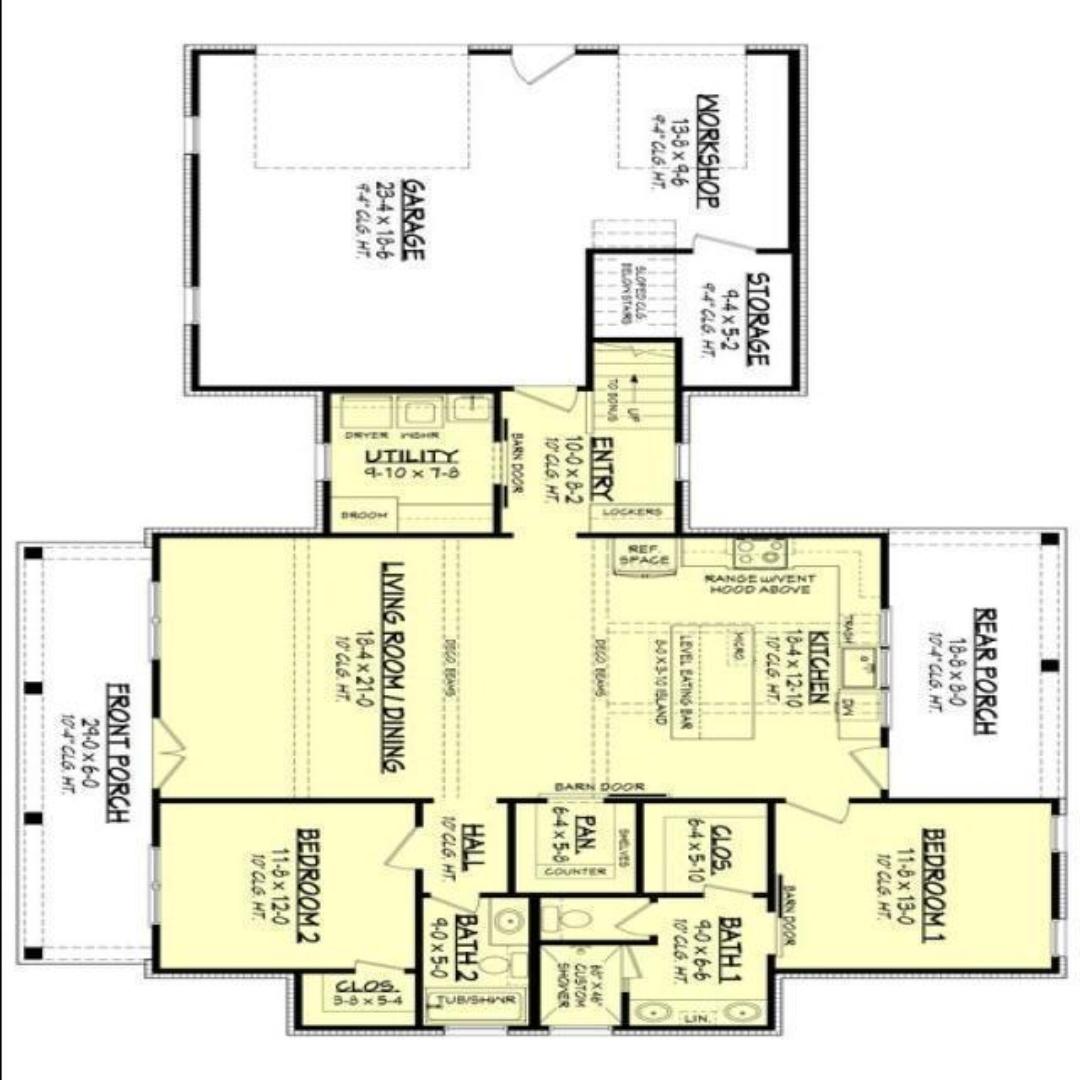 WORKSHOP
13-8 x 9-6
9'-4" CLG. HT.
GARAGE
23-4 x 18-6
9'-4" CLG. HT.
STORAGE
9-4 x 5-2
9'-4" CLG. HT.
SLOPED CLG.
BELOW STAIRS
UP
TO BONUS
DRYER WSHR
UTILITY
9-10 x 7-8
BROOM
BARN DOOR
ENTRY
10-0 x 8-2
10' CLG. HT.
LOCKERS
REF.
SPACE
RANGE W/VENT
HOOD ABOVE
LIVING ROOM / DINING
18-4 x 21-0
10' CLG. HT.
DECO BEAMS
DECO BEAMS
MICRO.
LEVEL EATING BAR
8-0 x 3-10 ISLAND
KITCHEN
18-4 x 12-10
10' CLG. HT.
TRASH
DW
REAR PORCH
18-8 x 8-0
10'-4" CLG. HT.
FRONT PORCH
29-0 x 6-0
10'-4" CLG. HT.
BARN DOOR
BEDROOM 2
11-8 x 12-0
10' CLG. HT.
HALL
10' CLG. HT.
PAN.
6-4 x 5-8
SHELVES
COUNTER
CLOS.
6-4 x 5-10
BEDROOM 1
11-8 x 13-0
10' CLG. HT.
BARN DOOR
BATH 2
9-0 x 5-0
BATH 1
9-0 x 6-6
10' CLG. HT.
60" x 48"
CUSTOM
SHOWER
CLOS.
TUB/SHWR
LIN.